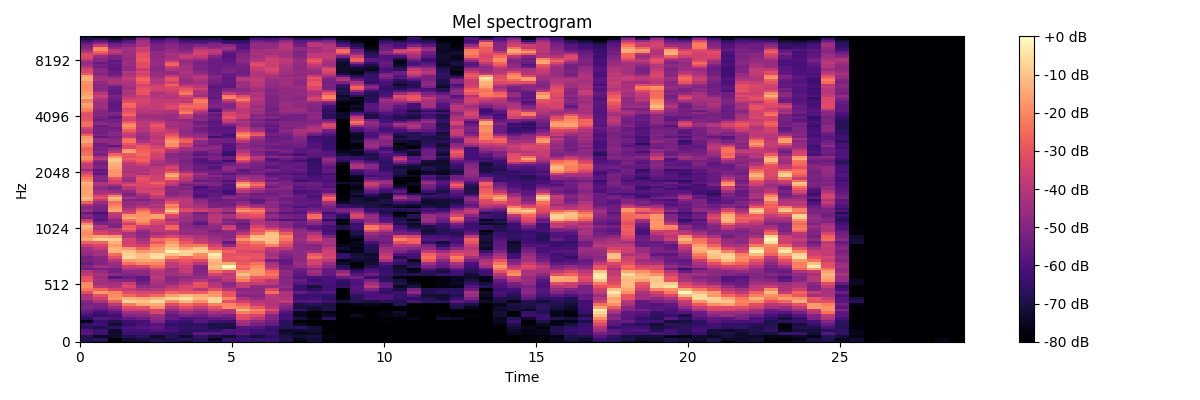 Mel spectrogram
8192
4096
2048
1024
512
0
Hz
0 5 10 15 20 25
Time
+0 dB
-10 dB
-20 dB
-30 dB
-40 dB
-50 dB
-60 dB
-70 dB
-80 dB